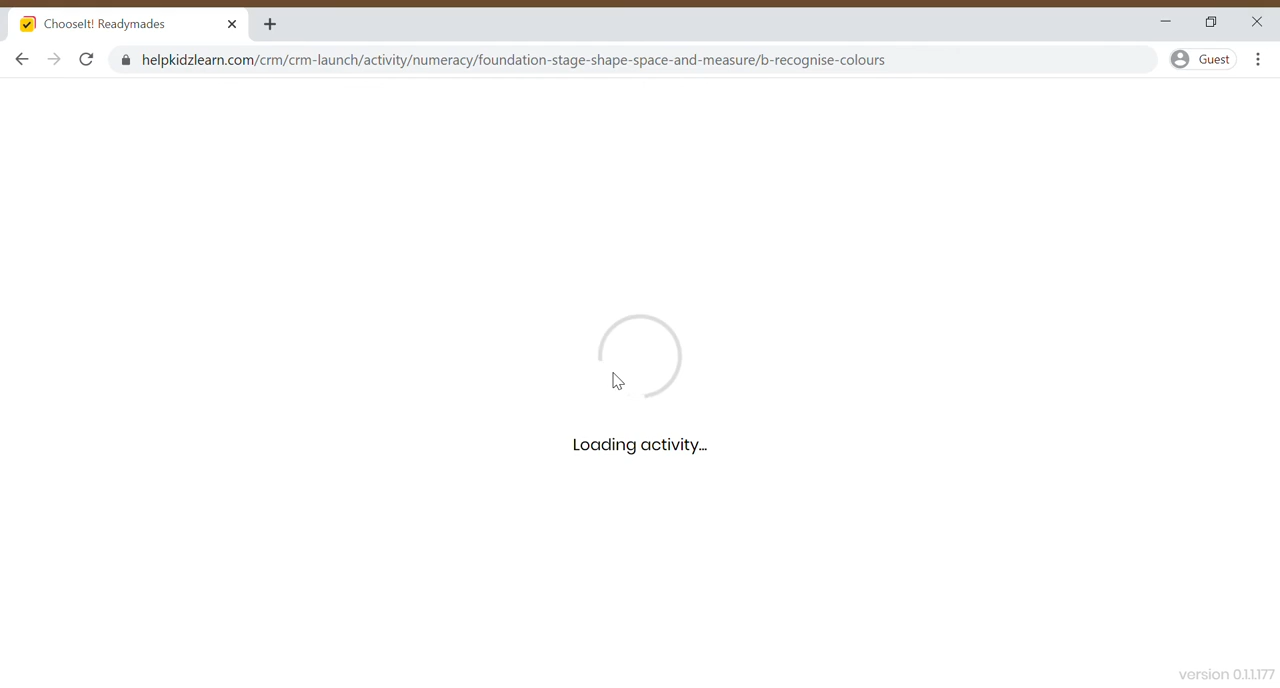 ChooseIt! Readymades
helpkidzlearn.com/crm/crm-launch/activity/numeracy/foundation-stage-shape-space-and-measure/b-recognise-colours
Guest
Loading activity...
version 0.1.1.177